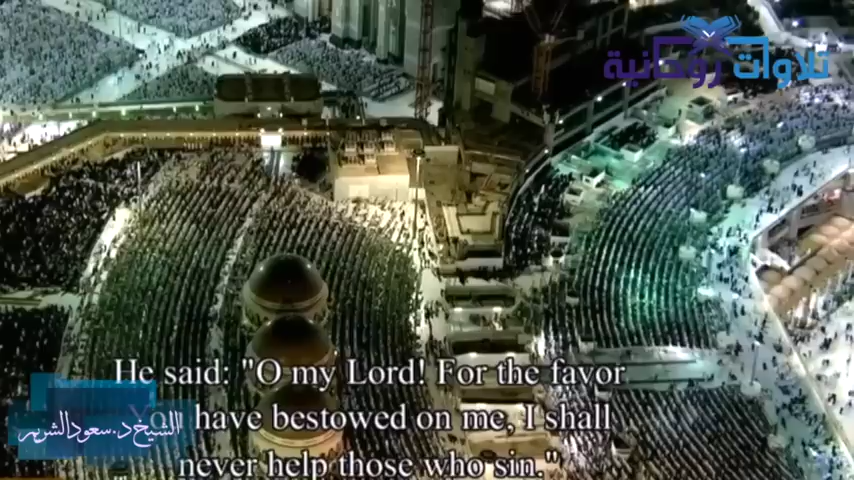 تلاوات روحانية
He said: "O my Lord! For the favor
You have bestowed on me, I shall
never help those who sin."
الشيخ د. سعود الشريم